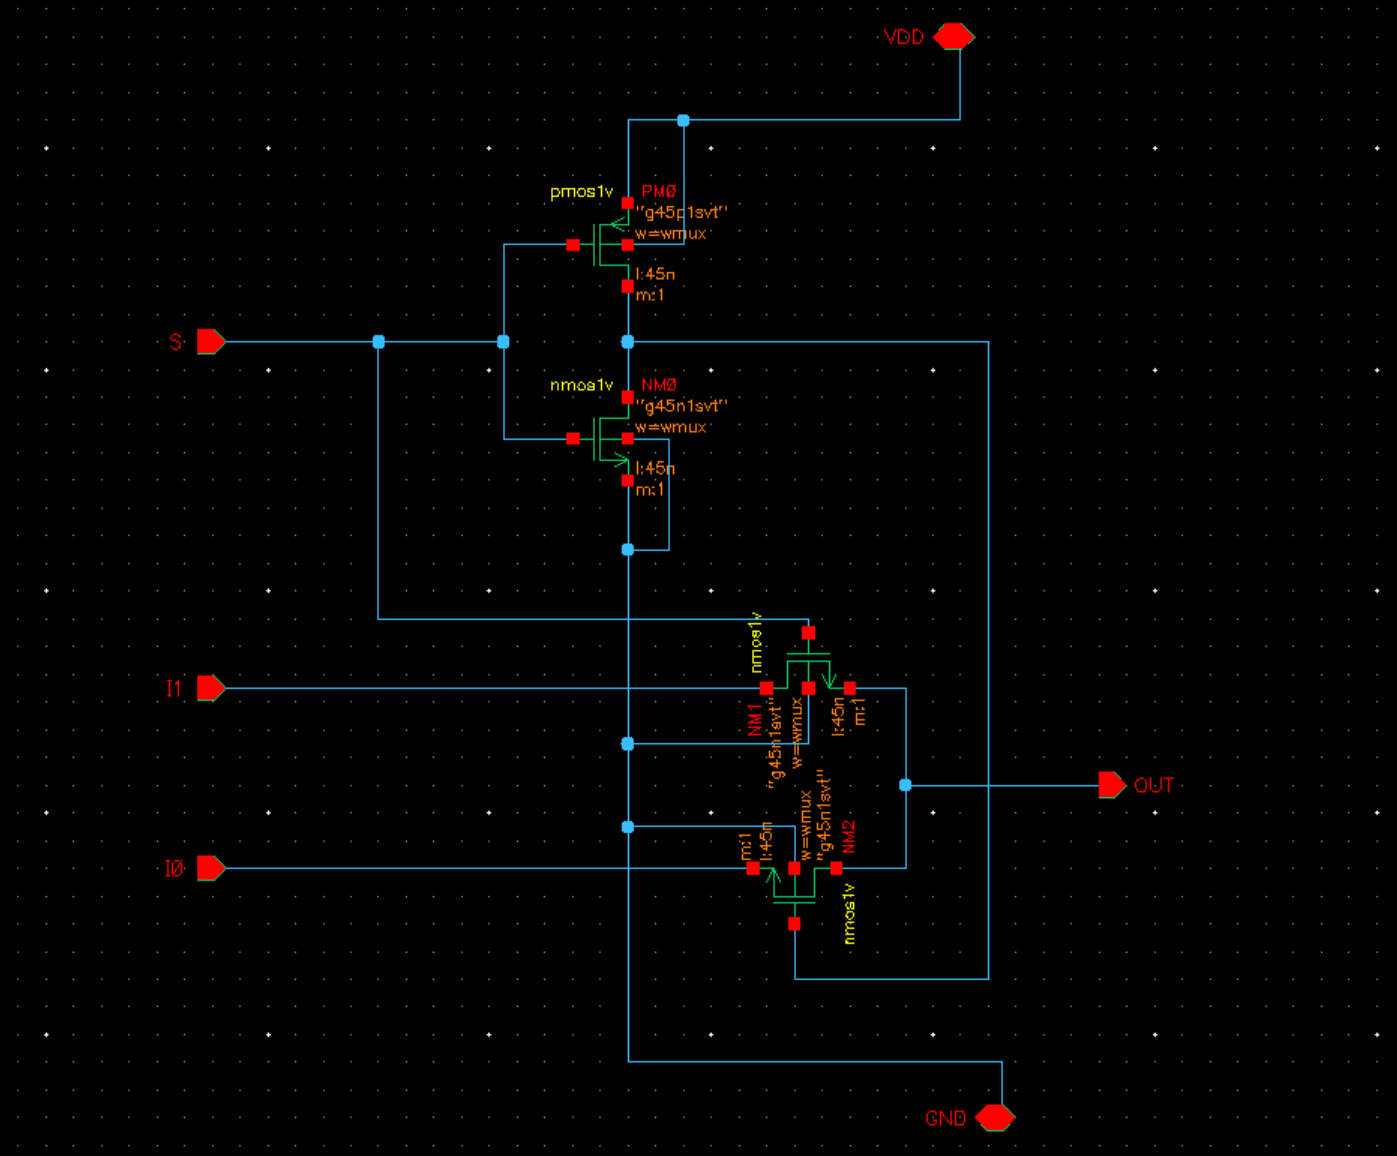 VDD
pmos1v
PM0
"g45p1svt"
w=wmux
l:45n
m:1
S
nmos1v
NM0
"g45n1svt"
w=wmux
l:45n
m:1
nmos1v
I1
NM1
"g45n1svt"
w=wmux
l:45n
m:1
OUT
I0
m:1
l:45n
w=wmux
"g45n1svt"
NM2
nmos1v
GND